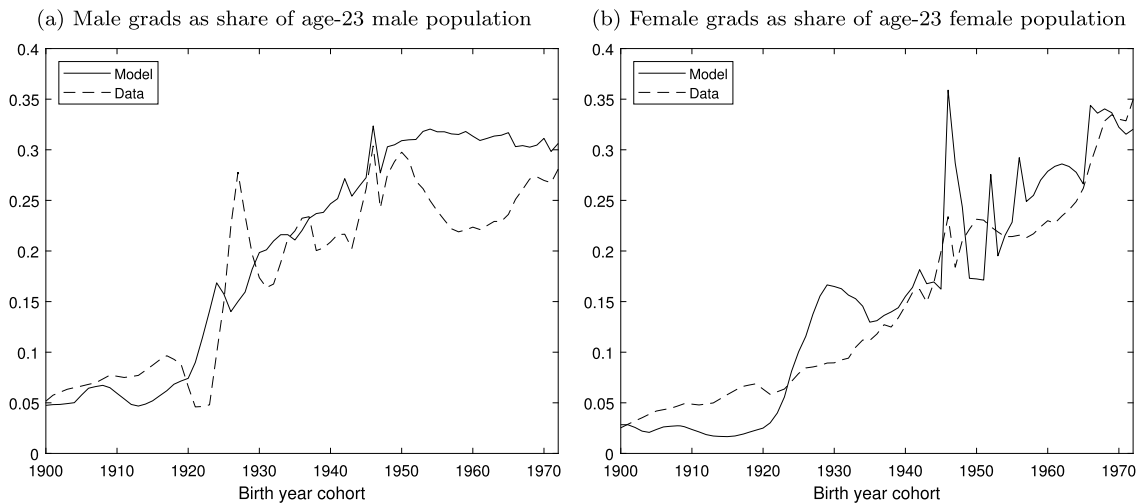 (a) Male grads as share of age-23 male population
0.4
0.35
0.3
0.25
0.2
0.15
0.1
0.05
0
Model
Data
1900 1910 1920 1930 1940 1950 1960 1970
Birth year cohort
(b) Female grads as share of age-23 female population
0.4
0.35
0.3
0.25
0.2
0.15
0.1
0.05
0
Model
Data
1900 1910 1920 1930 1940 1950 1960 1970
Birth year cohort